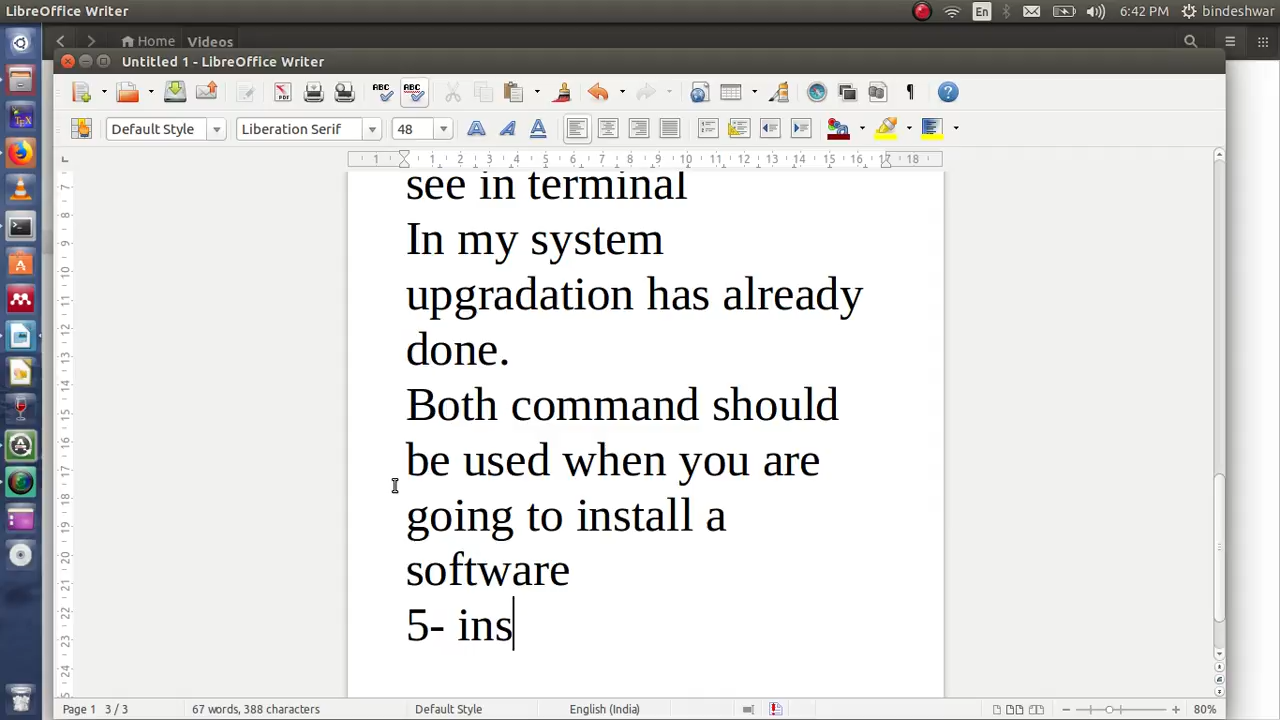 LibreOffice Writer
En
6:42 PM
bindeshwar
Home
Videos
Untitled 1 - LibreOffice Writer
Default Style
Liberation Serif
48
see in terminal
In my system
upgradation has already
done.
Both command should
be used when you are
going to install a
software
5- ins
Page 1 3 / 3
67 words, 388 characters
Default Style
English (India)
80%